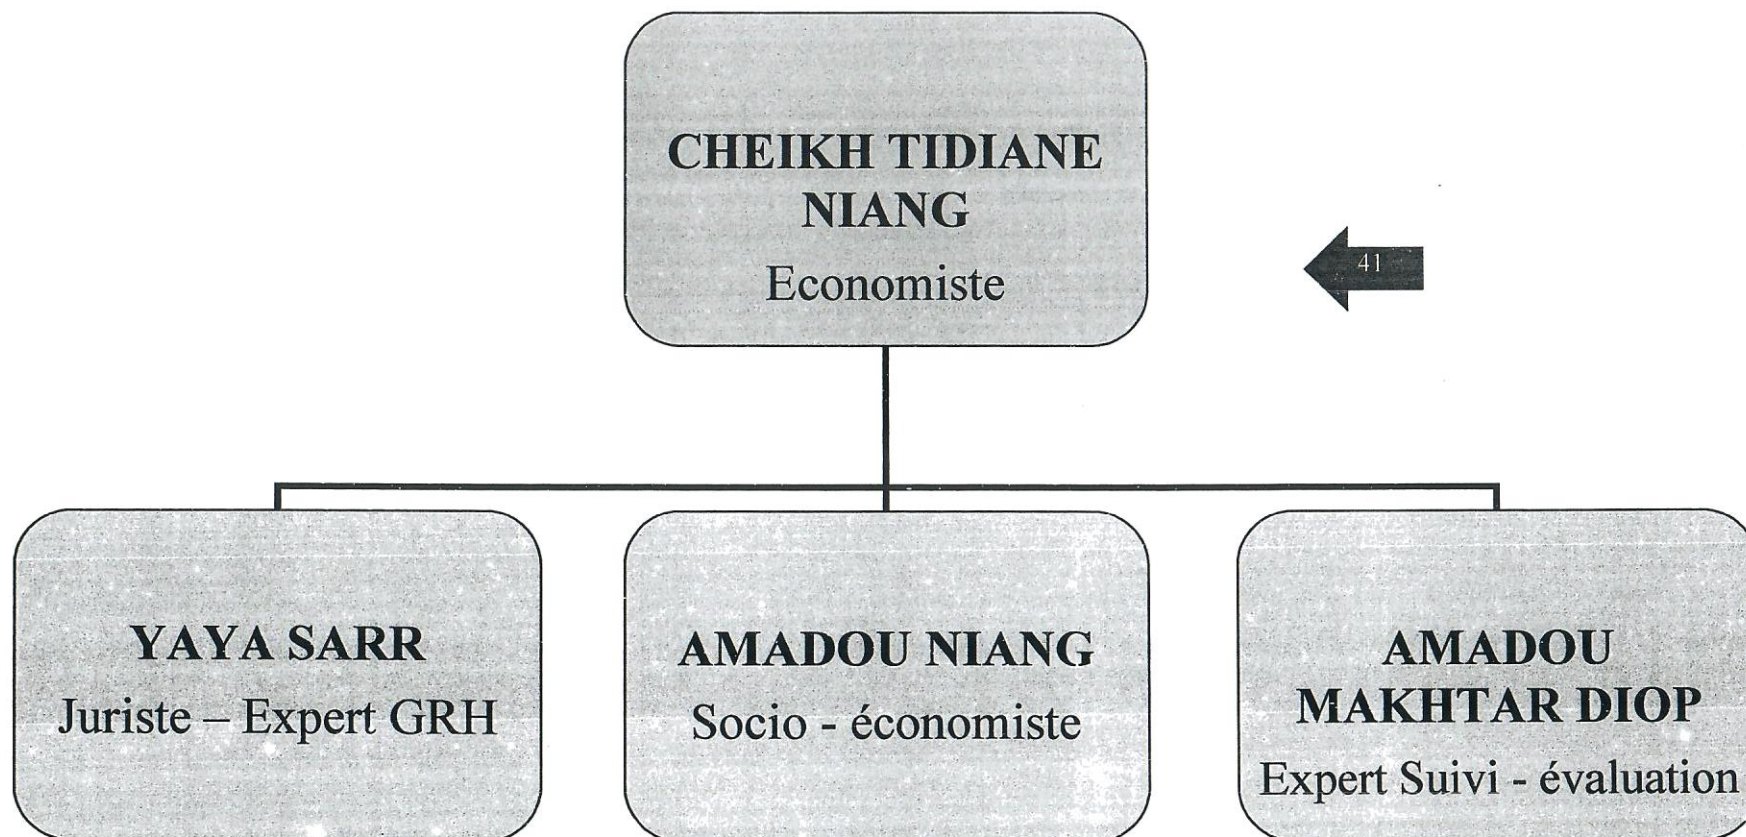 CHEIKH TIDIANE
NIANG
Economiste
41
YAYA SARR
Juriste – Expert GRH
AMADOU NIANG
Socio - économiste
AMADOU
MAKHTAR DIOP
Expert Suivi - évaluation